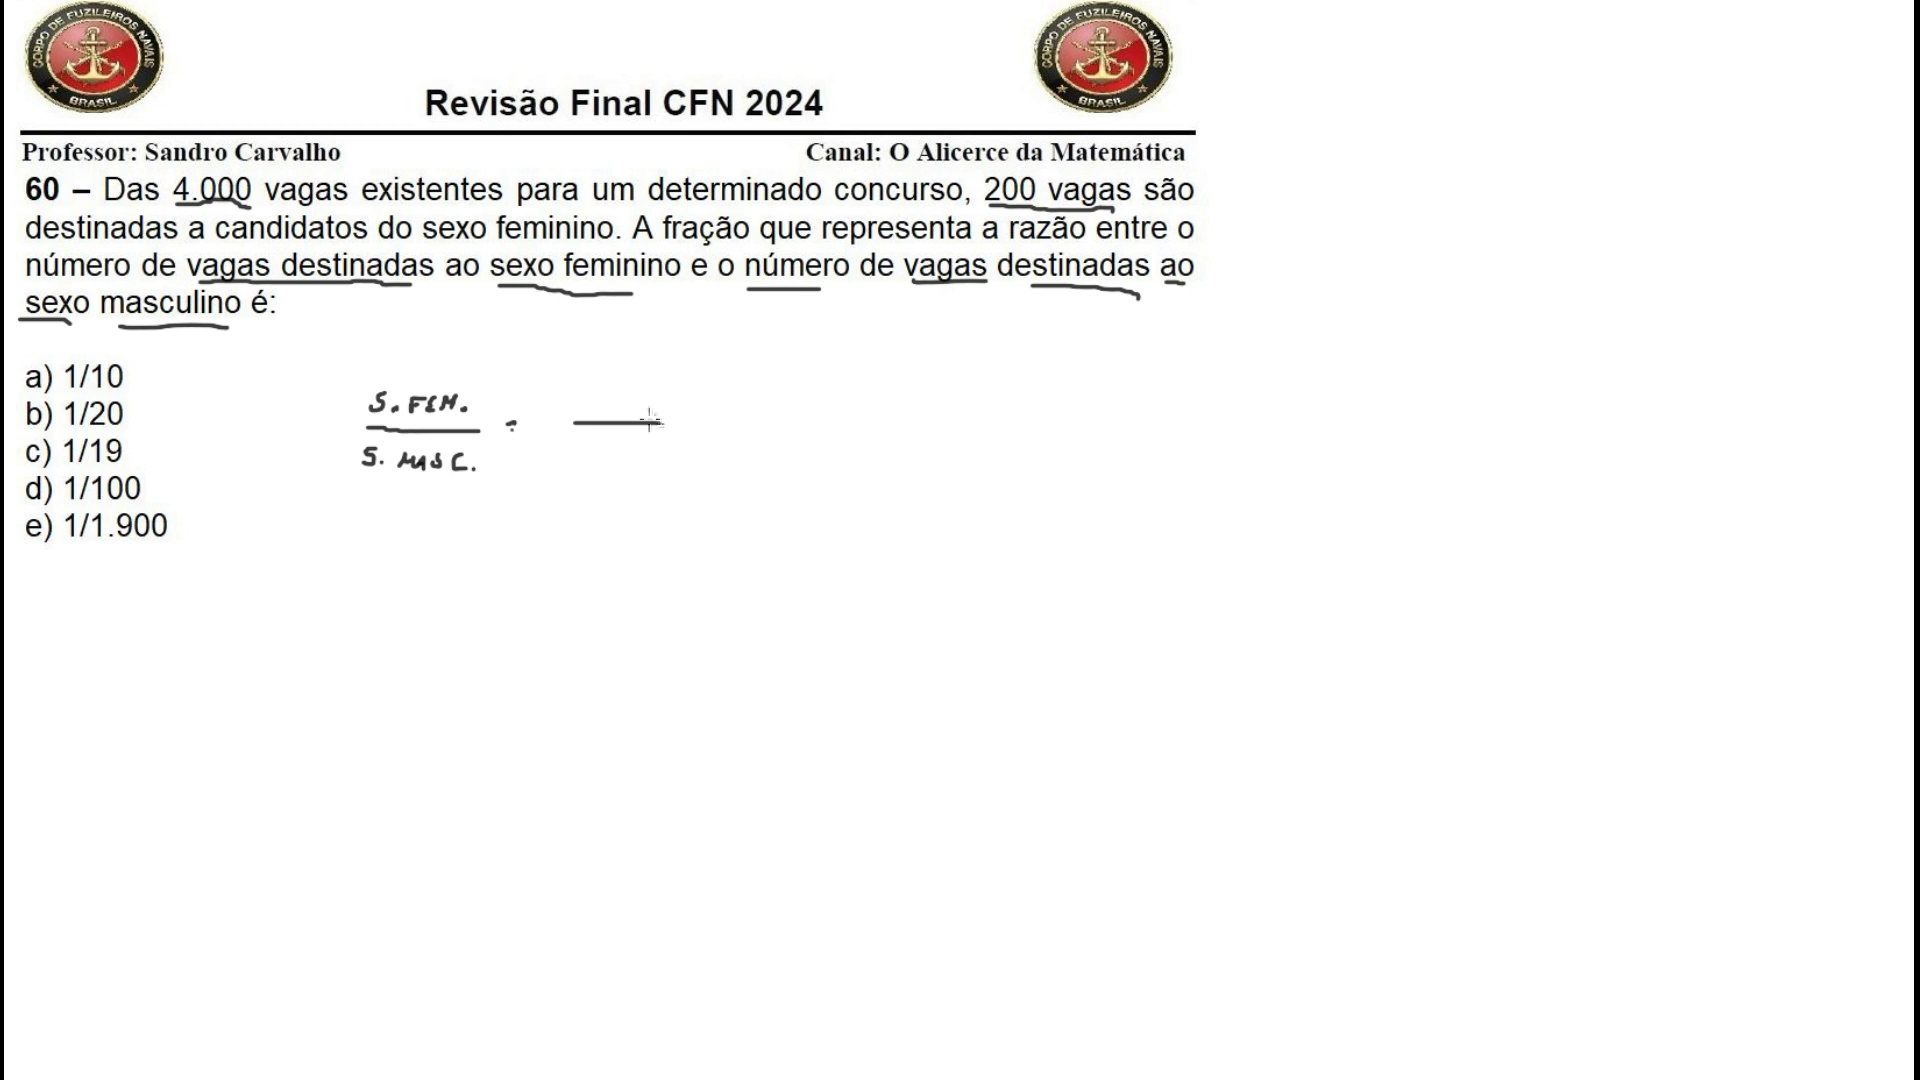 CORPO DE FUZILEIROS NAVAIS
BRASIL
CORPO DE FUZILEIROS NAVAIS
BRASIL
Revisão Final CFN 2024
Professor: Sandro Carvalho
Canal: O Alicerce da Matemática
60 – Das 4.000 vagas existentes para um determinado concurso, 200 vagas são
destinadas a candidatos do sexo feminino. A fração que representa a razão entre o
número de vagas destinadas ao sexo feminino e o número de vagas destinadas ao
sexo masculino é:
a) 1/10
b) 1/20
c) 1/19
d) 1/100
e) 1/1.900
S. FEM.
S. MASC.